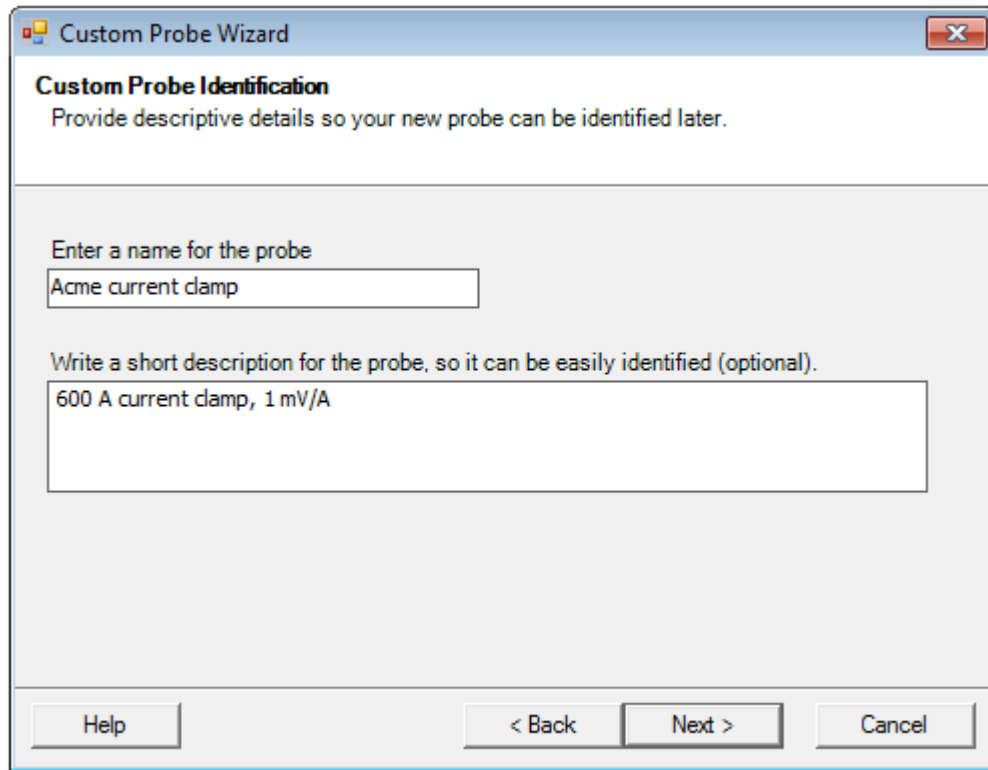 Custom Probe Wizard
Custom Probe Identification
Provide descriptive details so your new probe can be identified later.
Enter a name for the probe
Acme current clamp
Write a short description for the probe, so it can be easily identified (optional).
600 A current clamp, 1 mV/A
Help
< Back
Next >
Cancel